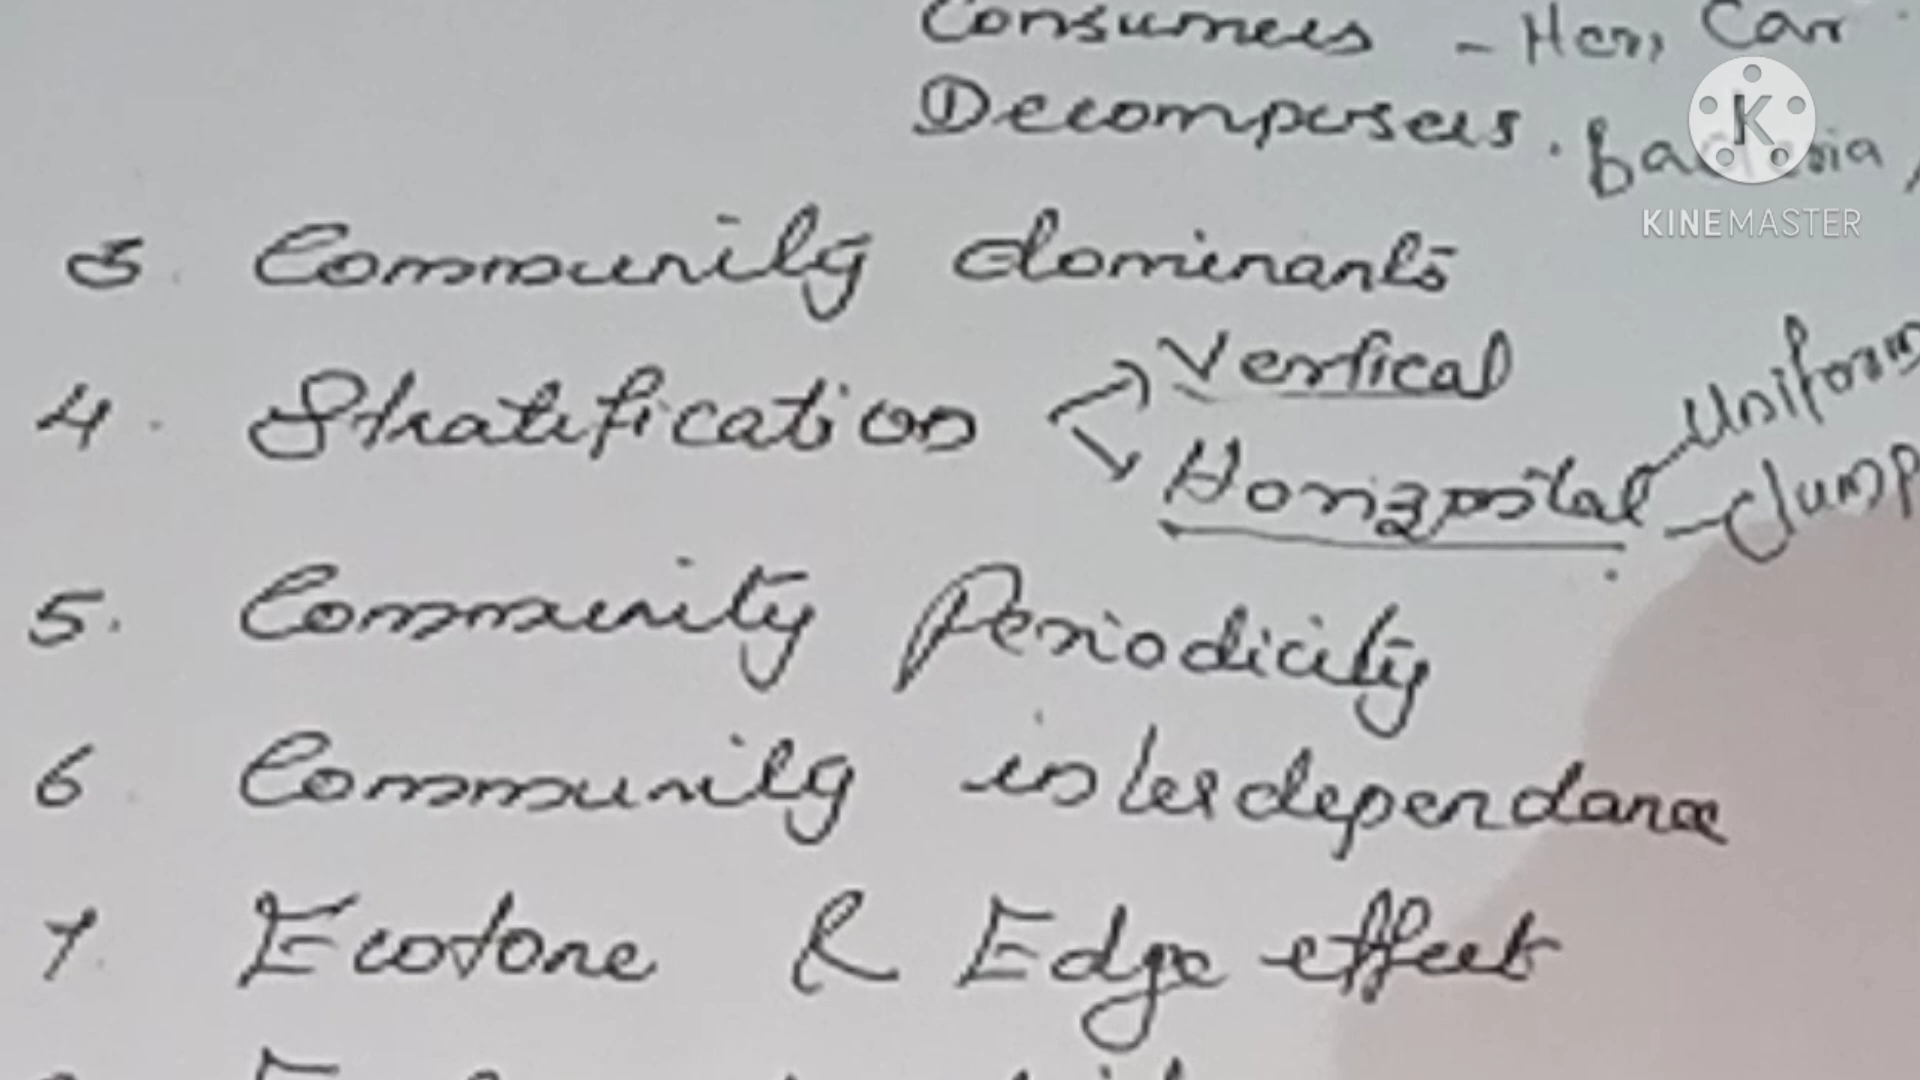 Consumers - Her, Car
Decomposers. bacteria,
KINEMASTER
3. Community dominants
4. Stratification
Vertical
Horizontal
Uniform
Clump
5. Community Periodicity
6. Community interdependance
7. Ecotone & Edge effect